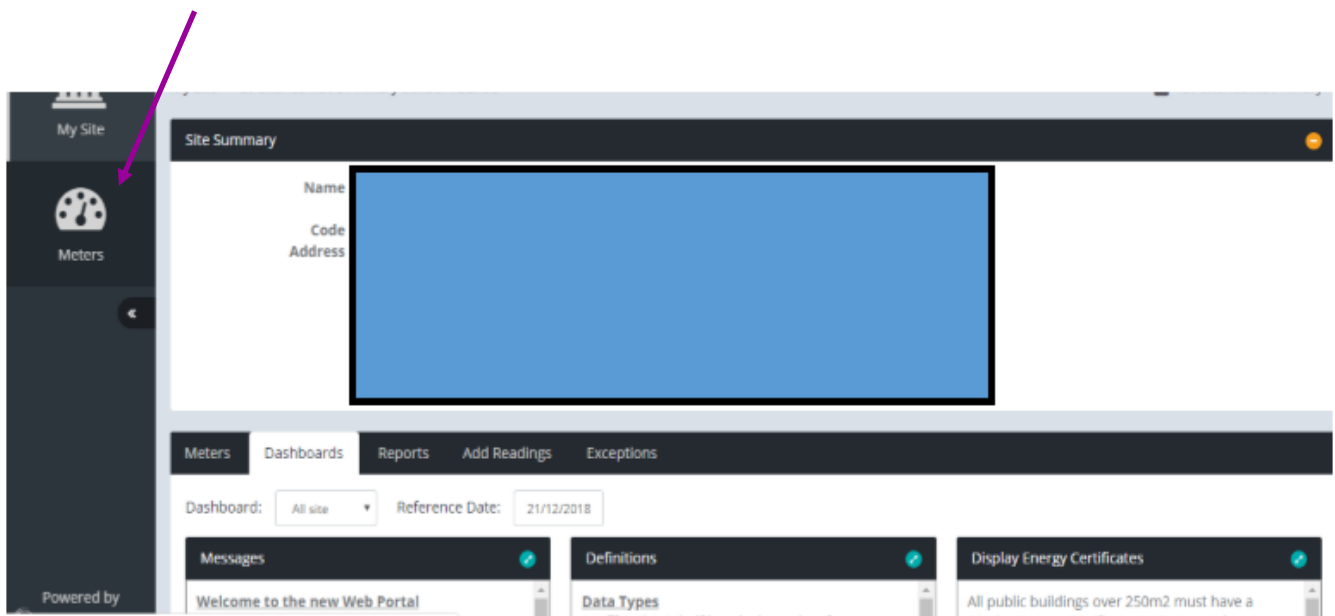 My Site
Meters
Powered by
Site Summary
Name
Code
Address
Meters Dashboards Reports Add Readings Exceptions
Dashboard: All site Reference Date: 21/12/2018
Messages
Welcome to the new Web Portal
Definitions
Data Types
Display Energy Certificates
All public buildings over 250m2 must have a